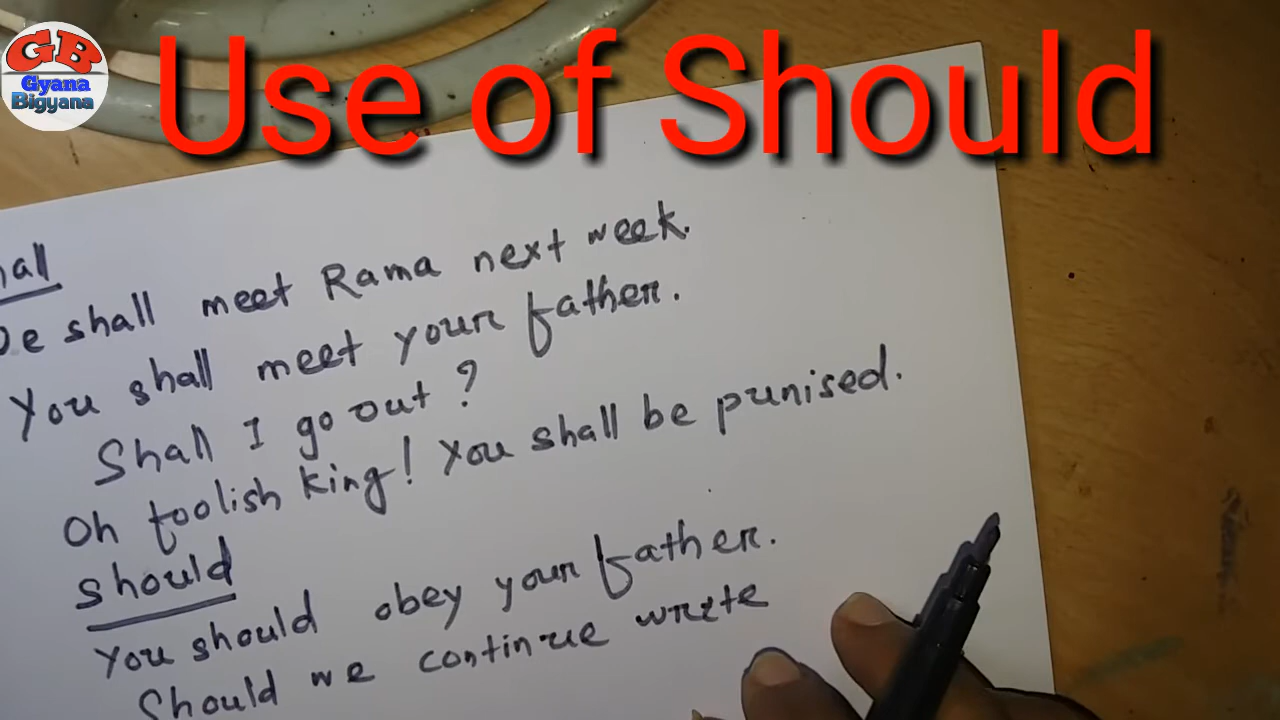 GB
Gyana
Bigyana
Use of Should
hall
We shall meet Rama next week.
You shall meet your father.
Shall I go out ?
Oh foolish king! You shall be punised.
should
You should obey your father.
Should we continue write